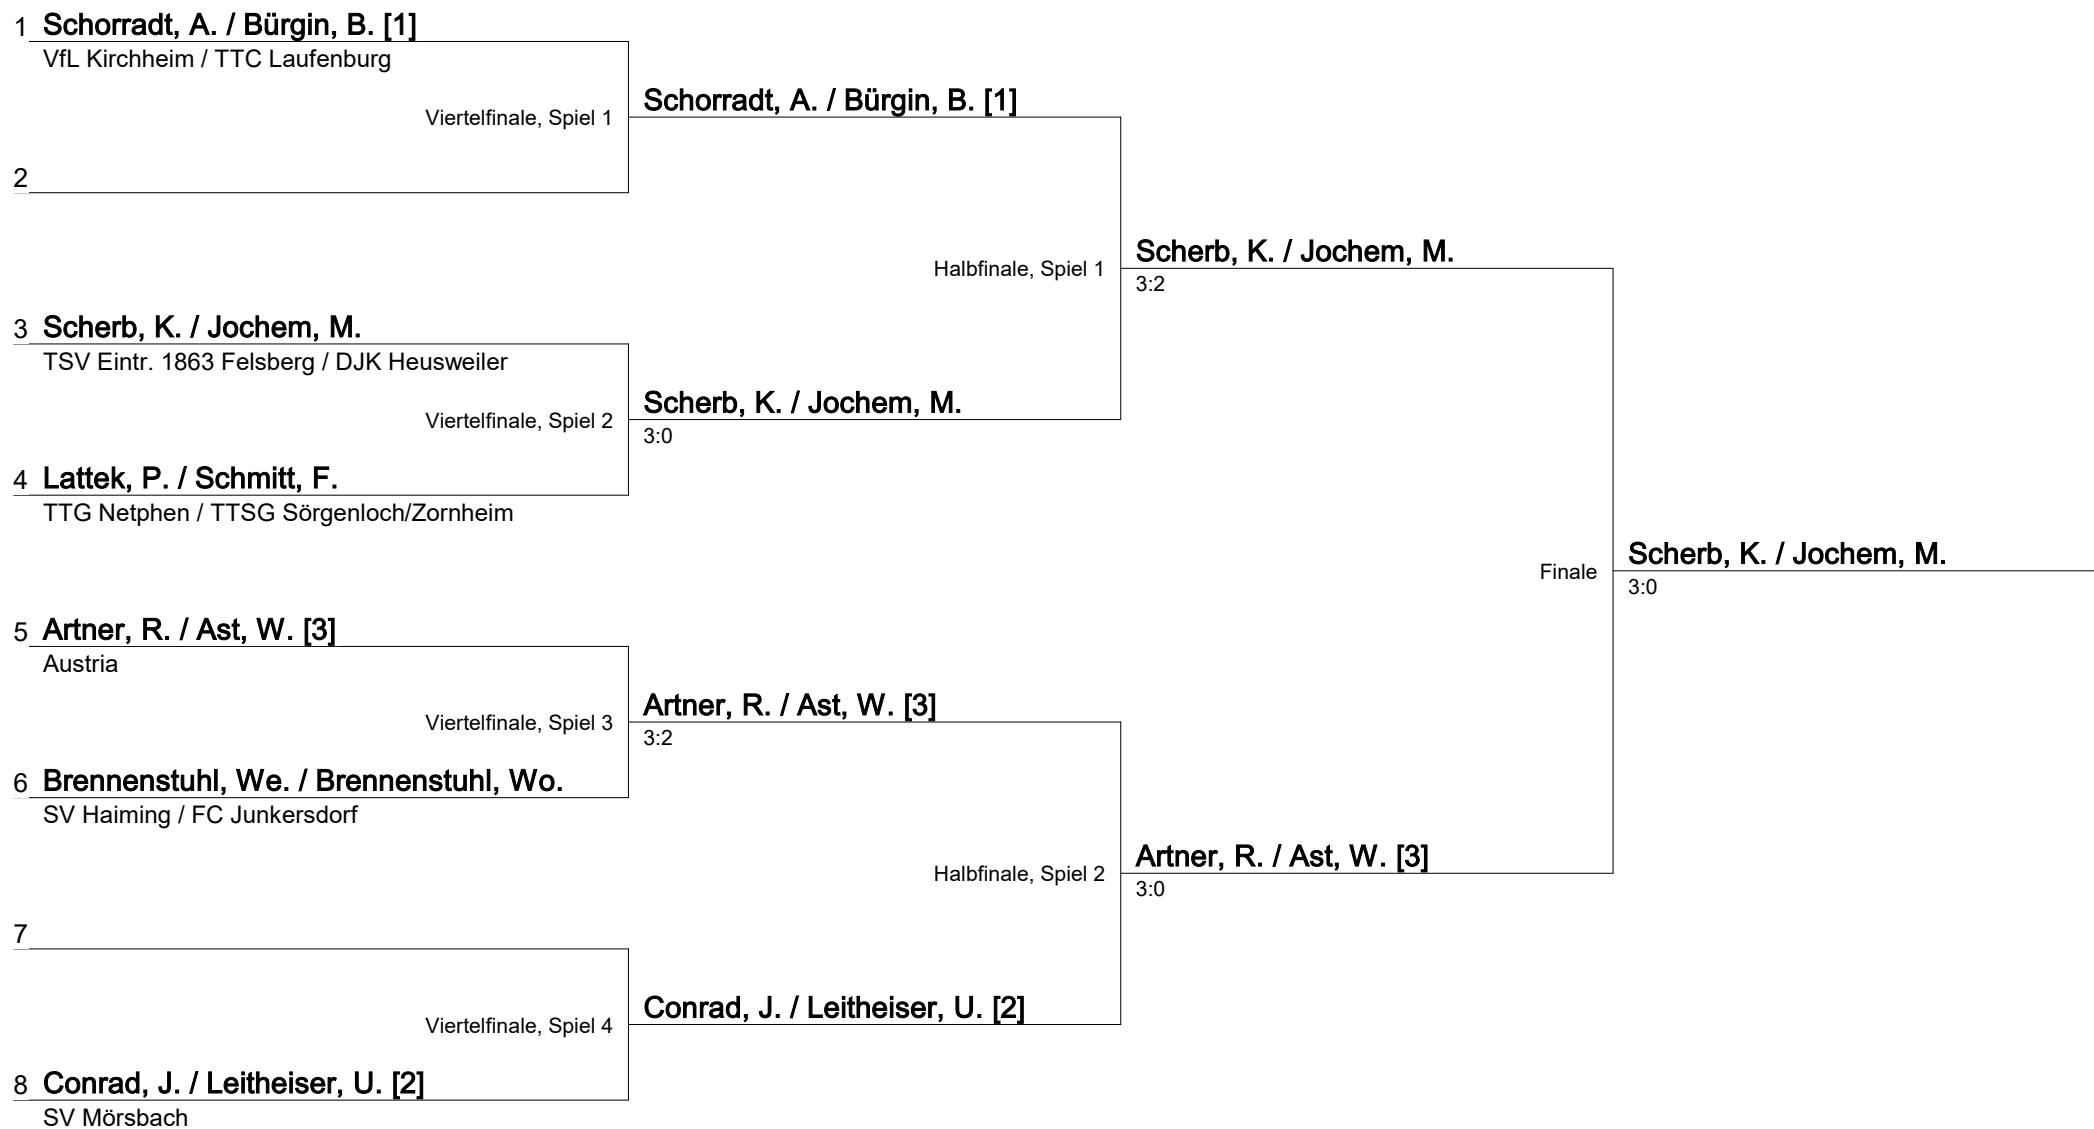 1 Schorradt, A. / Bürgin, B. [1]
VfL Kirchheim / TTC Laufenburg
Viertelfinale, Spiel 1
Schorradt, A. / Bürgin, B. [1]
2
Halbfinale, Spiel 1
Scherb, K. / Jochem, M.
3:2
3 Scherb, K. / Jochem, M.
TSV Eintr. 1863 Felsberg / DJK Heusweiler
Viertelfinale, Spiel 2
Scherb, K. / Jochem, M.
3:0
4 Lattek, P. / Schmitt, F.
TTG Netphen / TTSG Sörgenloch/Zornheim
Finale
Scherb, K. / Jochem, M.
3:0
5 Artner, R. / Ast, W. [3]
Austria
Viertelfinale, Spiel 3
Artner, R. / Ast, W. [3]
3:2
6 Brennenstuhl, We. / Brennenstuhl, Wo.
SV Haiming / FC Junkersdorf
Halbfinale, Spiel 2
Artner, R. / Ast, W. [3]
3:0
7
Viertelfinale, Spiel 4
Conrad, J. / Leitheiser, U. [2]
8 Conrad, J. / Leitheiser, U. [2]
SV Mörsbach